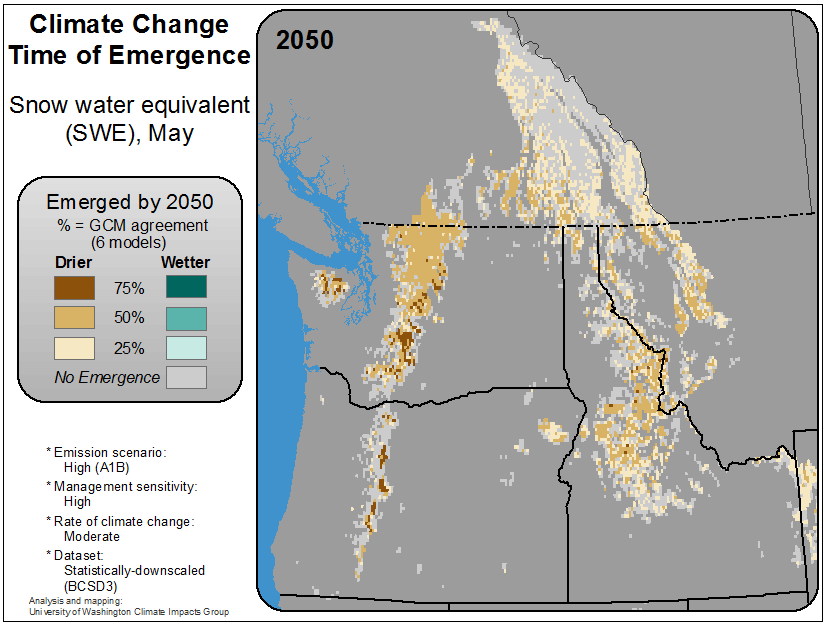 Climate Change
Time of Emergence
Snow water equivalent
(SWE), May
Emerged by 2050
% = GCM agreement
(6 models)
Drier Wetter
75%
50%
25%
No Emergence
* Emission scenario:
High (A1B)
* Management sensitivity:
High
* Rate of climate change:
Moderate
* Dataset:
Statistically-downscaled
(BCSD3)
Analysis and mapping:
University of Washington Climate Impacts Group
2050